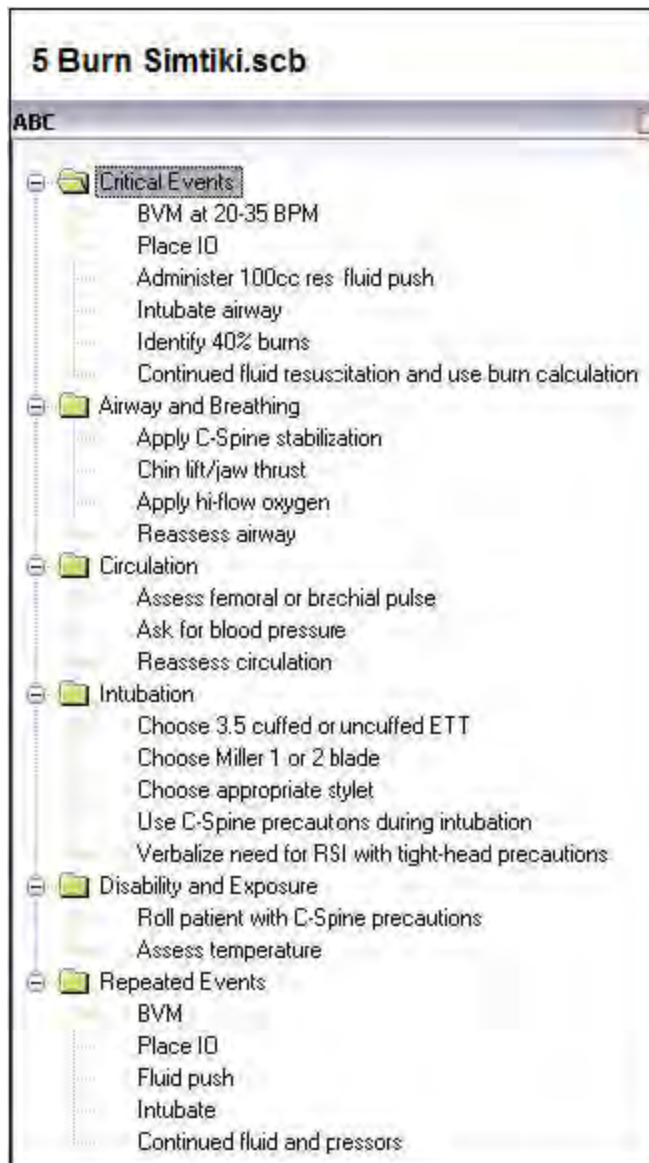 5 Burn Simtiki.scb
ABC
Critical Events
BVM at 20-35 BPM
Place IO
Administer 100cc res fluid push
Intubate airway
Identify 40% burns
Continued fluid resuscitation and use burn calculation
Airway and Breathing
Apply C-Spine stabilization
Chin lift/jaw thrust
Apply hi-flow oxygen
Reassess airway
Circulation
Assess femoral or brachial pulse
Ask for blood pressure
Reassess circulation
Intubation
Choose 3.5 cuffed or uncuffed ETT
Choose Miller 1 or 2 blade
Choose appropriate stylet
Use C-Spine precautions during intubation
Verbalize need for RSI with tight-head precautions
Disability and Exposure
Roll patient with C-Spine precautions
Assess temperature
Repeated Events
BVM
Place IO
Fluid push
Intubate
Continued fluid and pressors